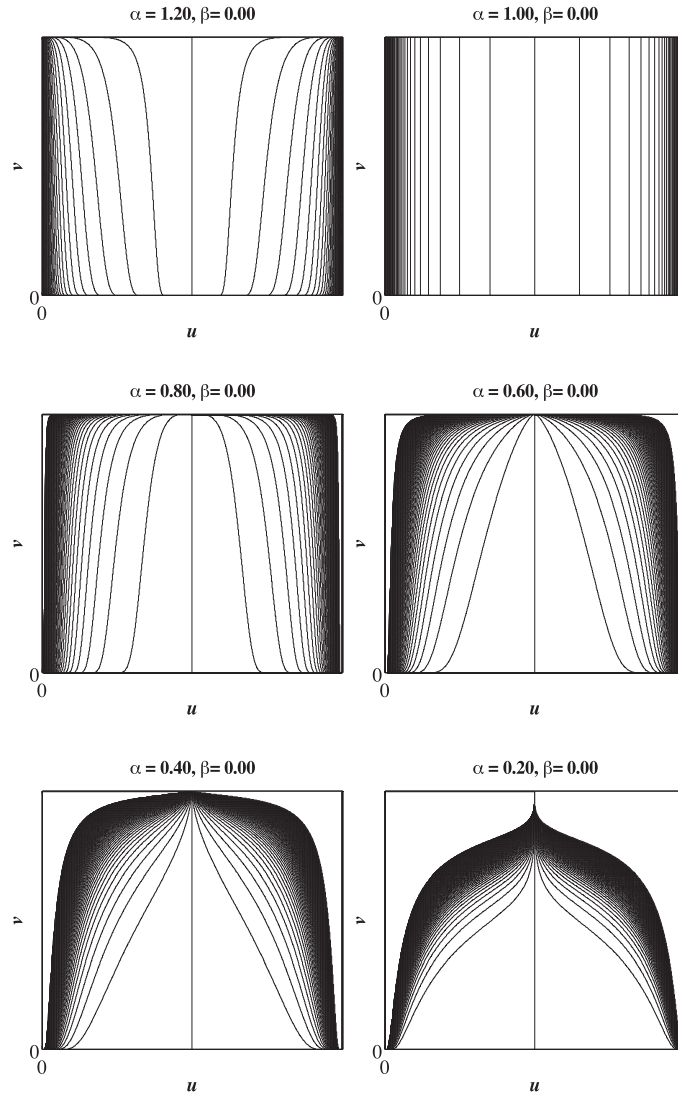 α = 1.20, β= 0.00
α = 1.00, β= 0.00
v
v
0
0
0
0
u
u
α = 0.80, β= 0.00
α = 0.60, β= 0.00
v
v
0
0
0
0
u
u
α = 0.40, β= 0.00
α = 0.20, β= 0.00
v
v
0
0
0
0
u
u